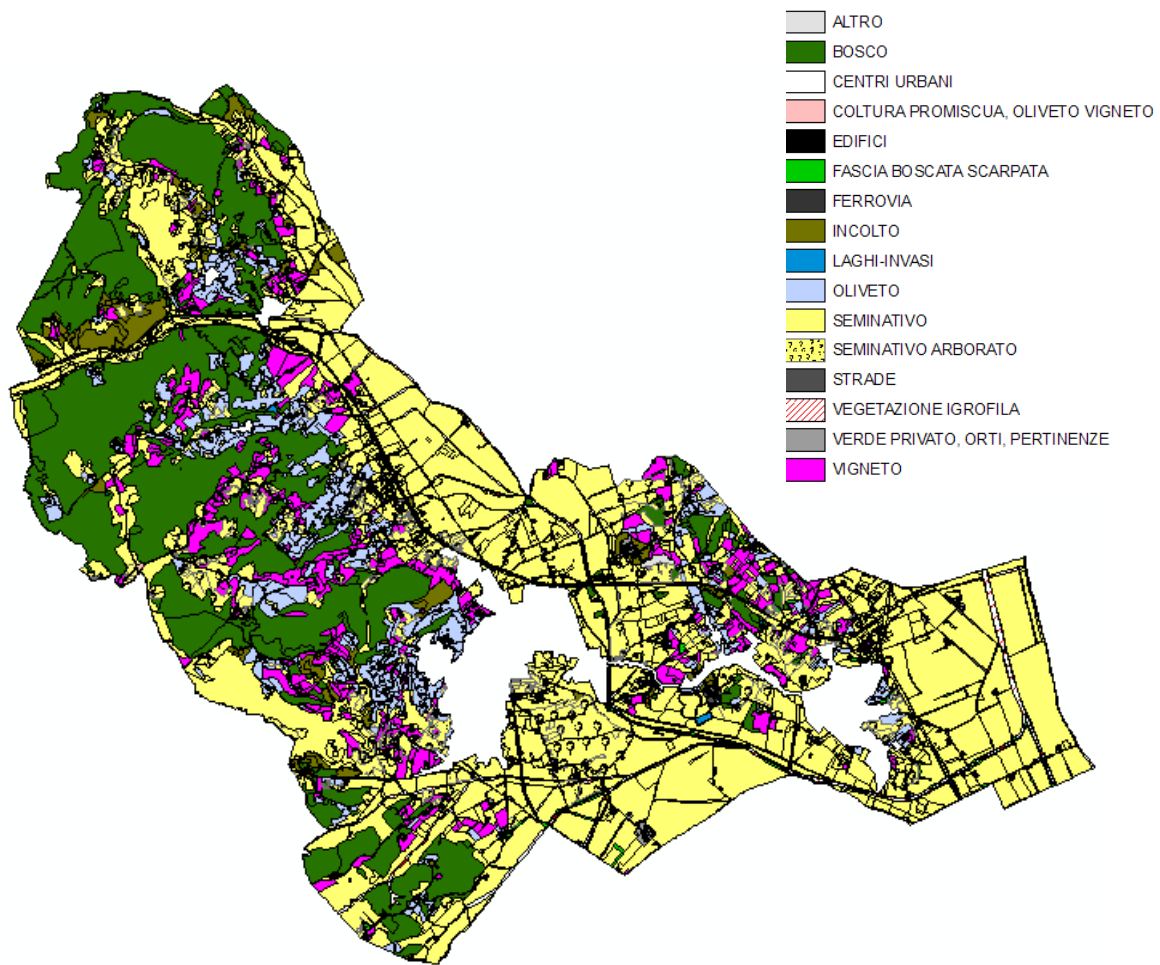 ALTRO
BOSCO
CENTRI URBANI
COLTURA PROMISCUA, OLIVETO VIGNETO
EDIFICI
FASCIA BOSCATA SCARPATA
FERROVIA
INCOLTO
LAGHI-INVASI
OLIVETO
SEMINATIVO
SEMINATIVO ARBORATO
STRADE
VEGETAZIONE IGROFILA
VERDE PRIVATO, ORTI, PERTINENZE
VIGNETO